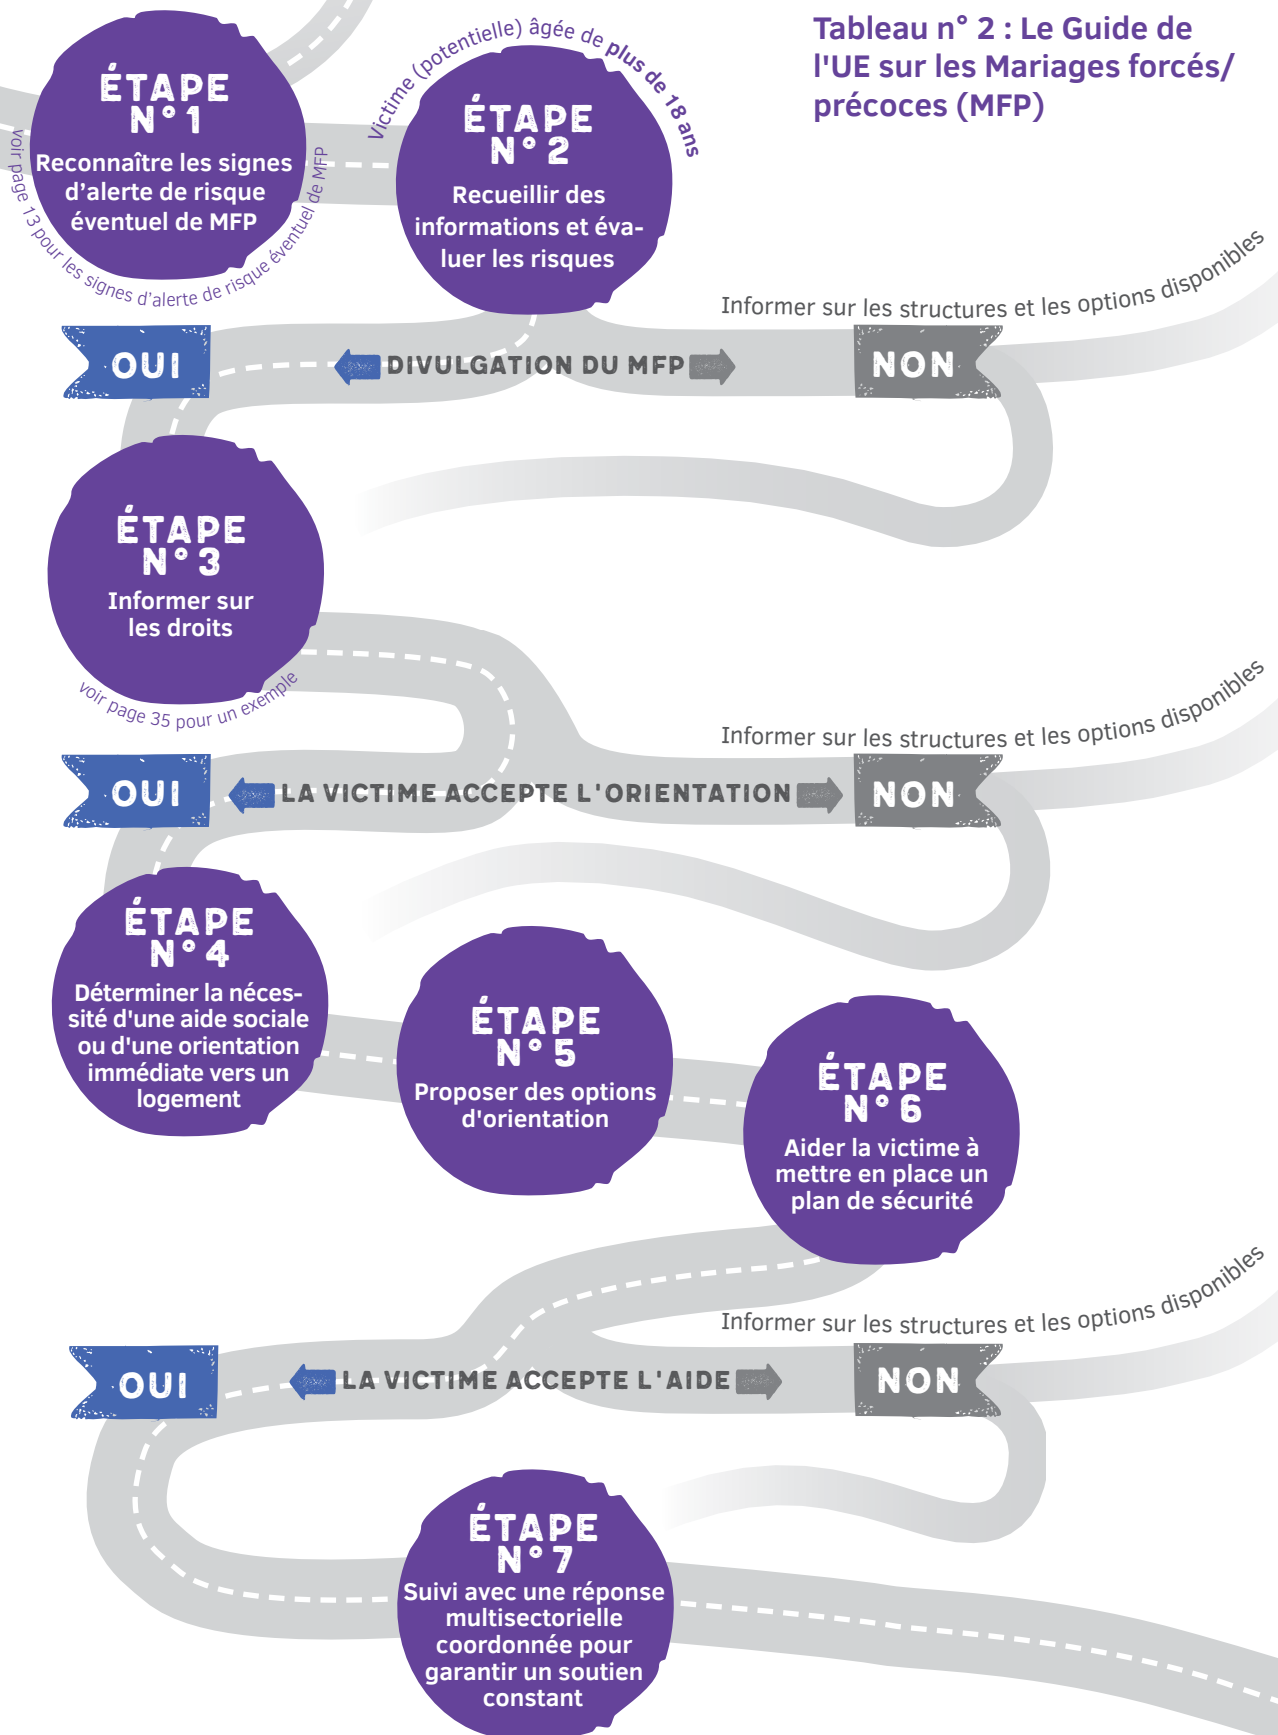 Tableau n° 2 : Le Guide de
l'UE sur les Mariages forcés/
précoces (MFP)
ÉTAPE
N° 1
Reconnaître les signes
d’alerte de risque
éventuel de MFP
voir page 13 pour les signes d’alerte de risque éventuel de MFP
Victime (potentielle) âgée de plus de 18 ans
ÉTAPE
N° 2
Recueillir des
informations et éva-
luer les risques
Informer sur les structures et les options disponibles
OUI
DIVULGATION DU MFP
NON
ÉTAPE
N° 3
Informer sur
les droits
voir page 35 pour un exemple
Informer sur les structures et les options disponibles
OUI
LA VICTIME ACCEPTE L'ORIENTATION
NON
ÉTAPE
N° 4
Déterminer la néces-
sité d'une aide sociale
ou d'une orientation
immédiate vers un
logement
ÉTAPE
N° 5
Proposer des options
d'orientation
ÉTAPE
N° 6
Aider la victime à
mettre en place un
plan de sécurité
Informer sur les structures et les options disponibles
OUI
LA VICTIME ACCEPTE L'AIDE
NON
ÉTAPE
N° 7
Suivi avec une réponse
multisectorielle
coordonnée pour
garantir un soutien
constant